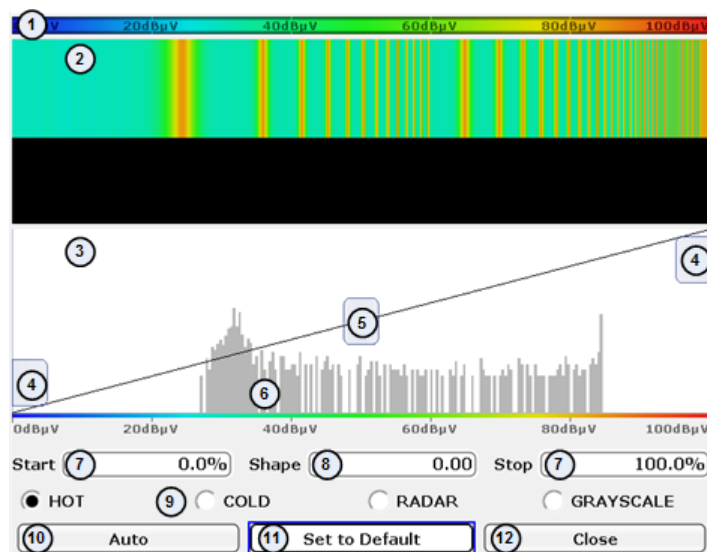 1 20dBµV 40dBµV 60dBµV 80dBµV 100dBµV
2
3
4
5
4
6
0dBµV 20dBµV 40dBµV 60dBµV 80dBµV 100dBµV
Start 7 0.0% Shape 8 0.00 Stop 7 100.0%
HOT 9 COLD RADAR GRAYSCALE
10 Auto 11 Set to Default 12 Close